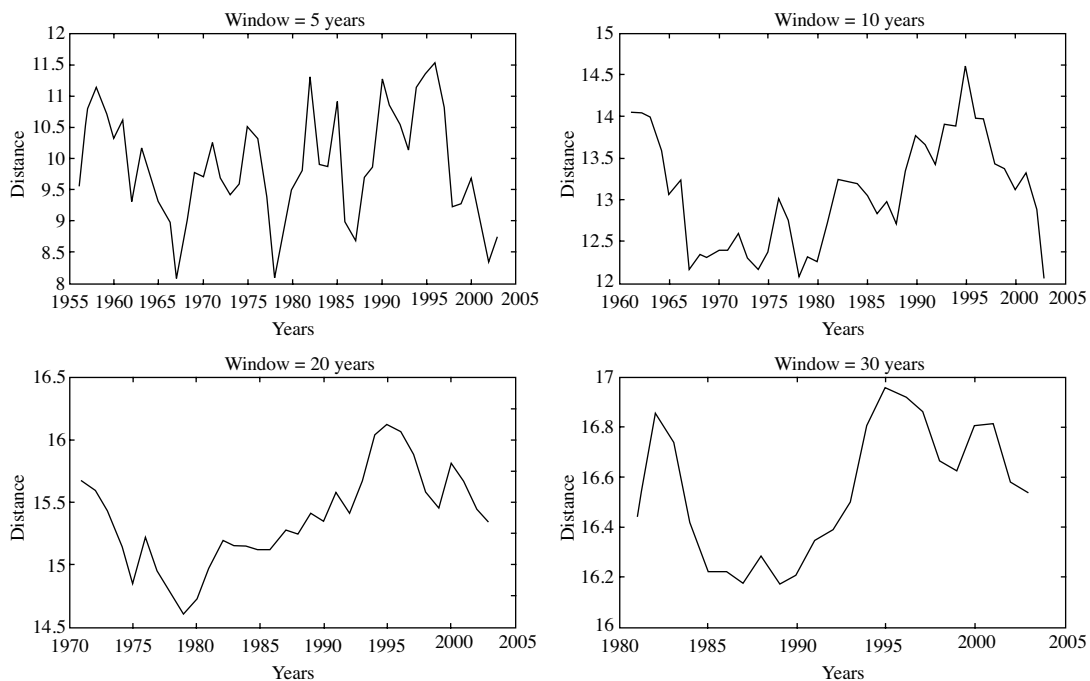 Window = 5 years
12
11.5
11
10.5
10
9.5
9
8.5
8
Distance
1955 1960 1965 1970 1975 1980 1985 1990 1995 2000 2005
Years
Window = 10 years
15
14.5
14
13.5
13
12.5
12
Distance
1960 1965 1970 1975 1980 1985 1990 1995 2000 2005
Years
Window = 20 years
16.5
16
15.5
15
14.5
Distance
1970 1975 1980 1985 1990 1995 2000 2005
Years
Window = 30 years
17
16.8
16.6
16.4
16.2
16
Distance
1980 1985 1990 1995 2000 2005
Years